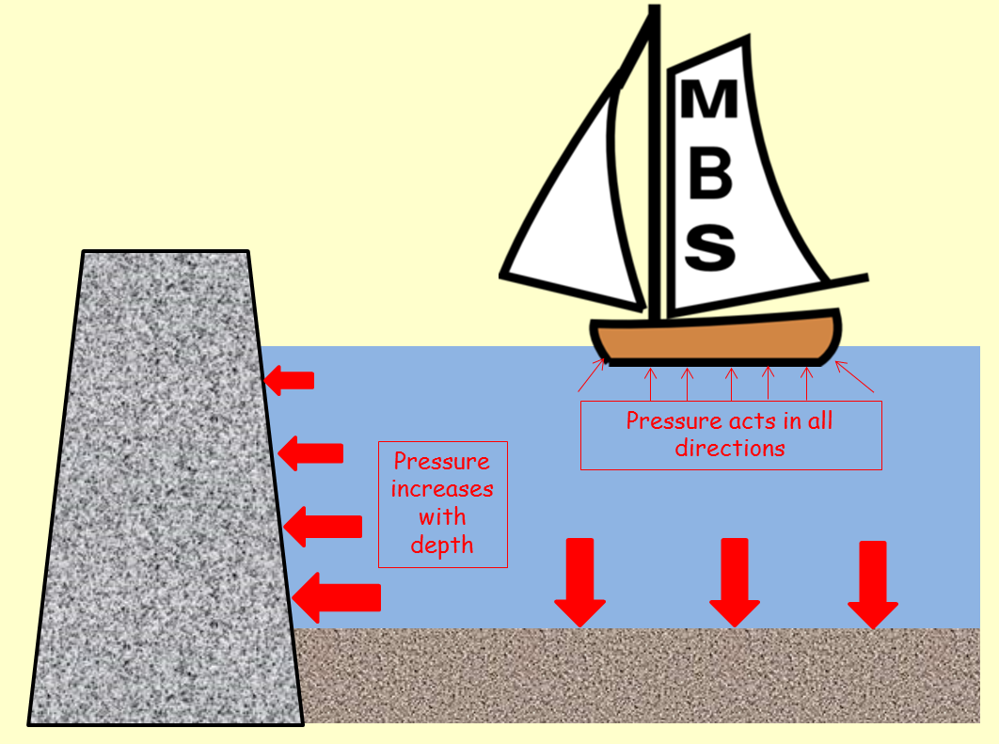 M
B
S
Pressure acts in all
directions
Pressure
increases
with
depth